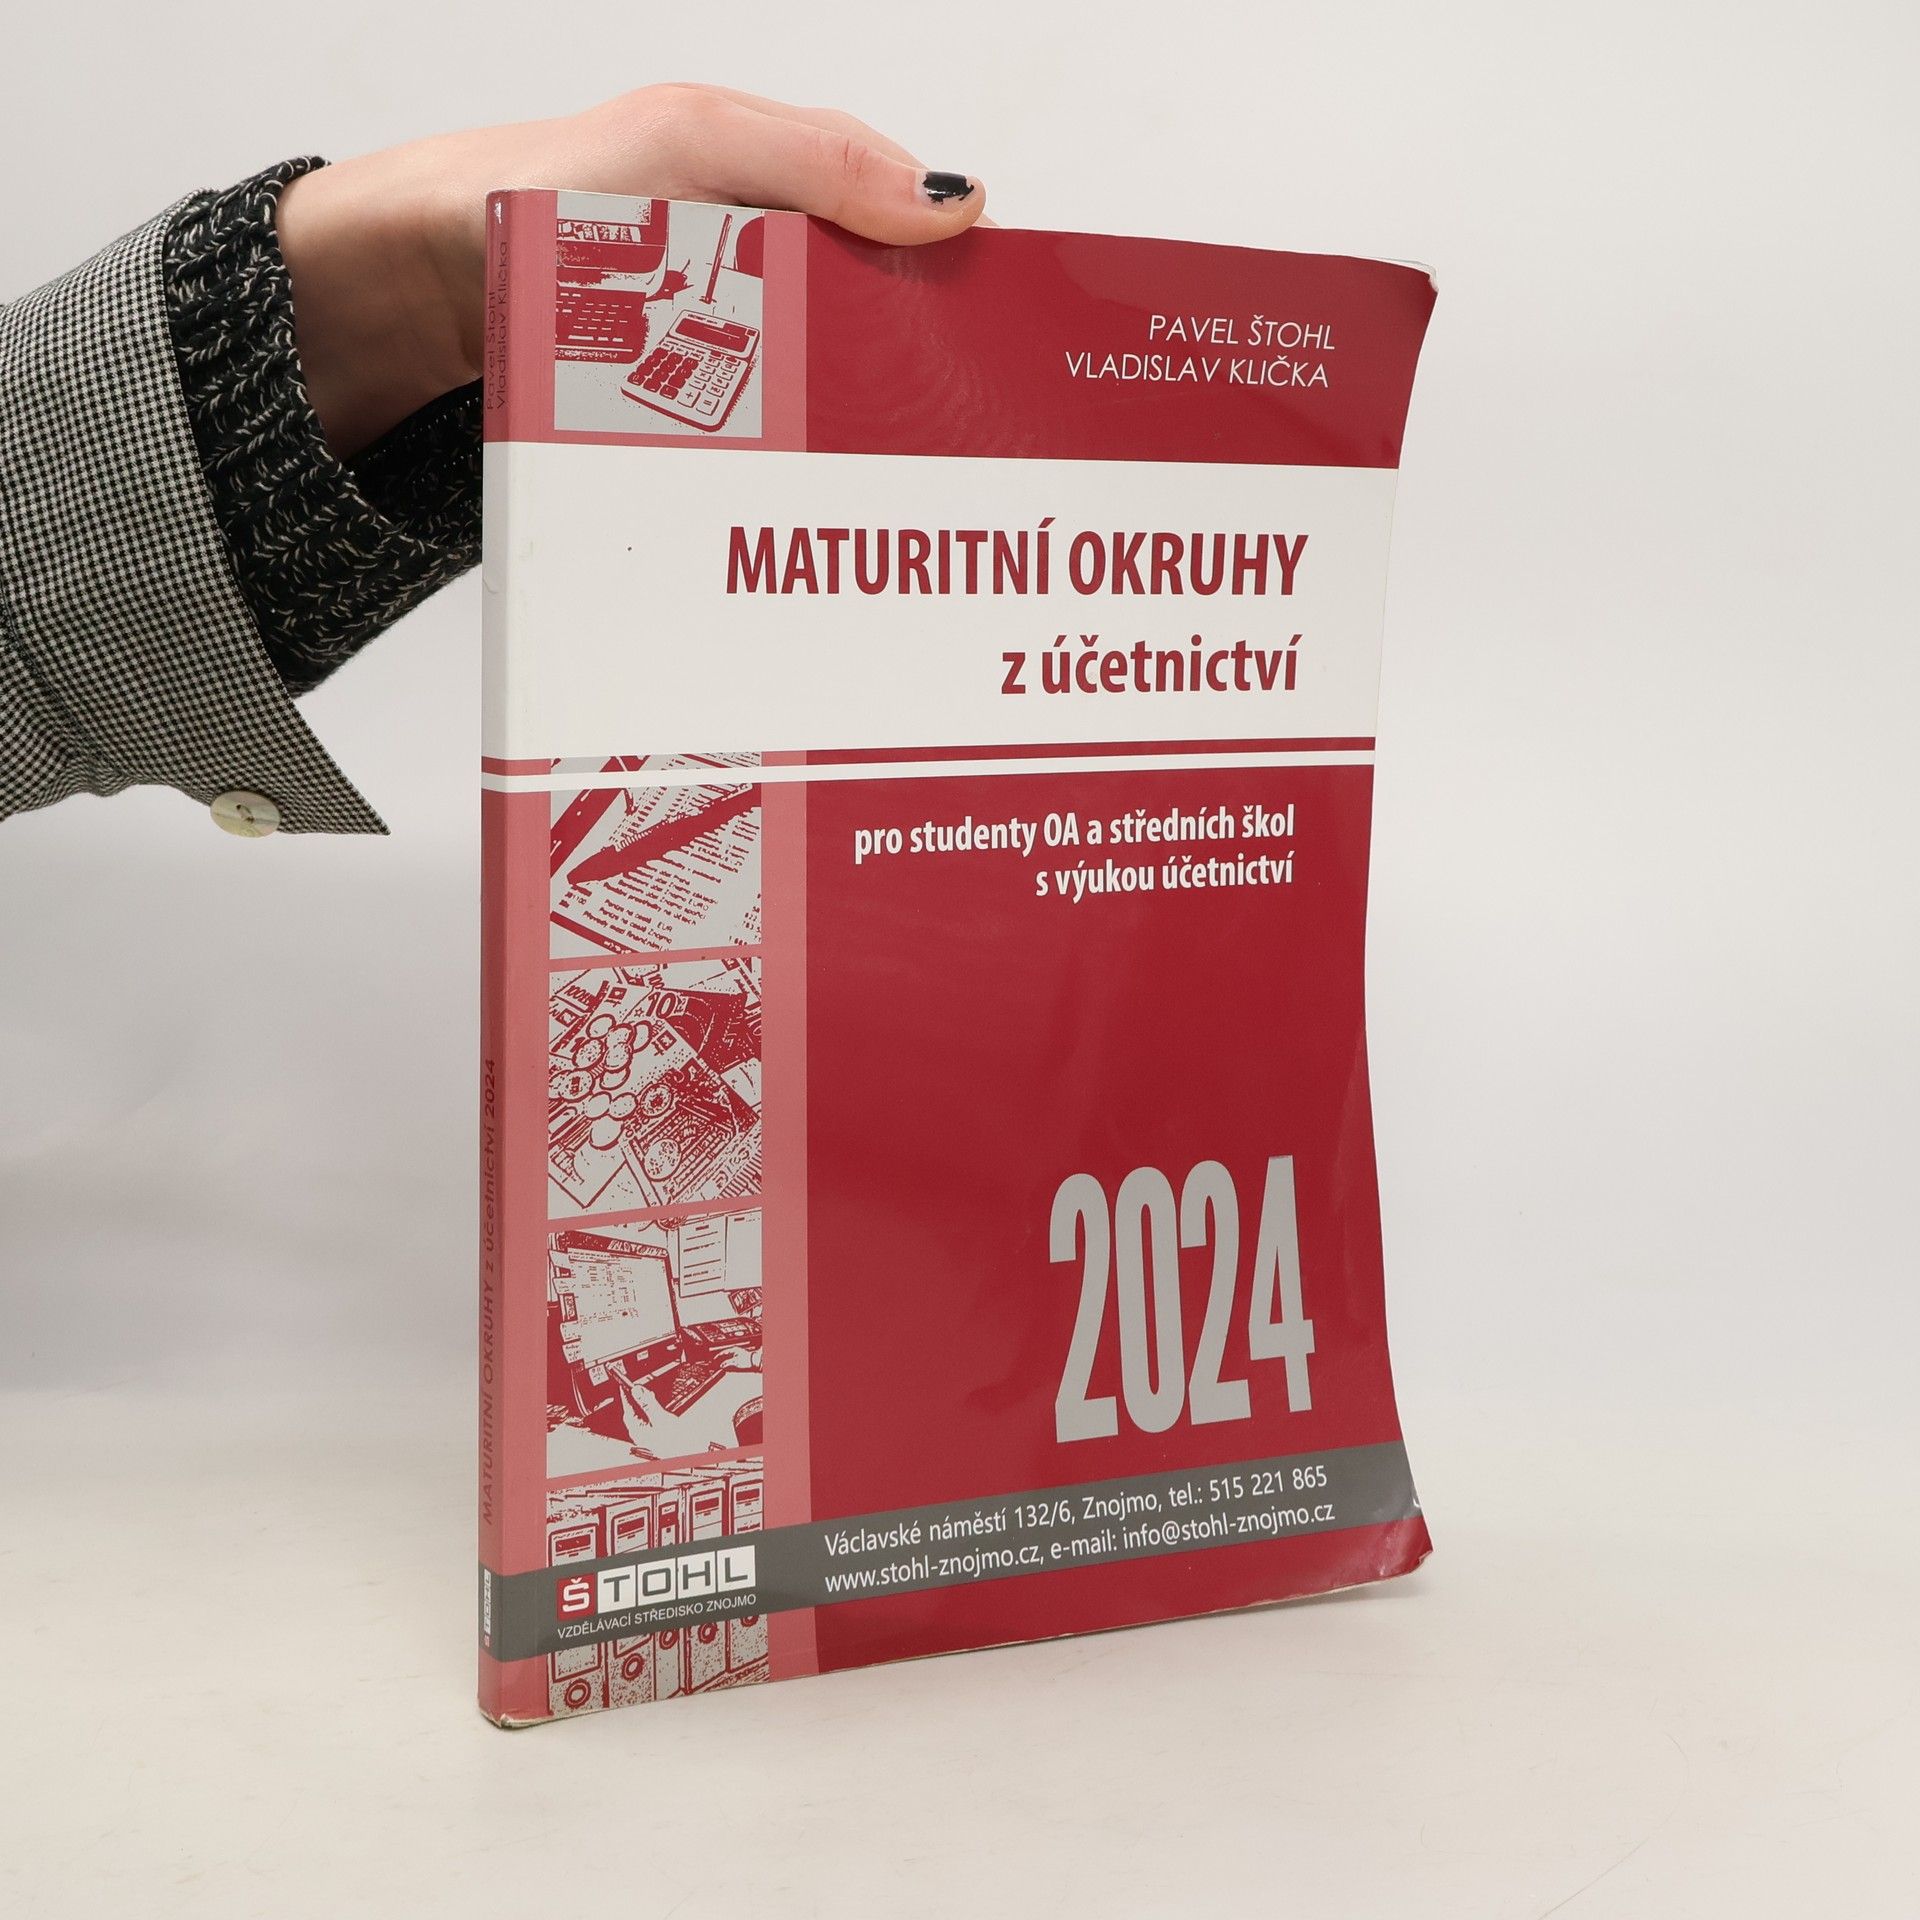 Pavel Štohl
Vladislav Klička
MATURITNÍ OKRUHY z účetnictví 2024
ŠTOHL
PAVEL ŠTOHL
VLADISLAV KLIČKA
MATURITNÍ OKRUHY
z účetnictví
pro studenty OA a středních škol
s výukou účetnictví
2024
Václavské náměstí 132/6, Znojmo, tel.: 515 221 865
www.stohl-znojmo.cz, e-mail: info@stohl-znojmo.cz
ŠTOHL
VZDĚLÁVACÍ STŘEDISKO ZNOJMO